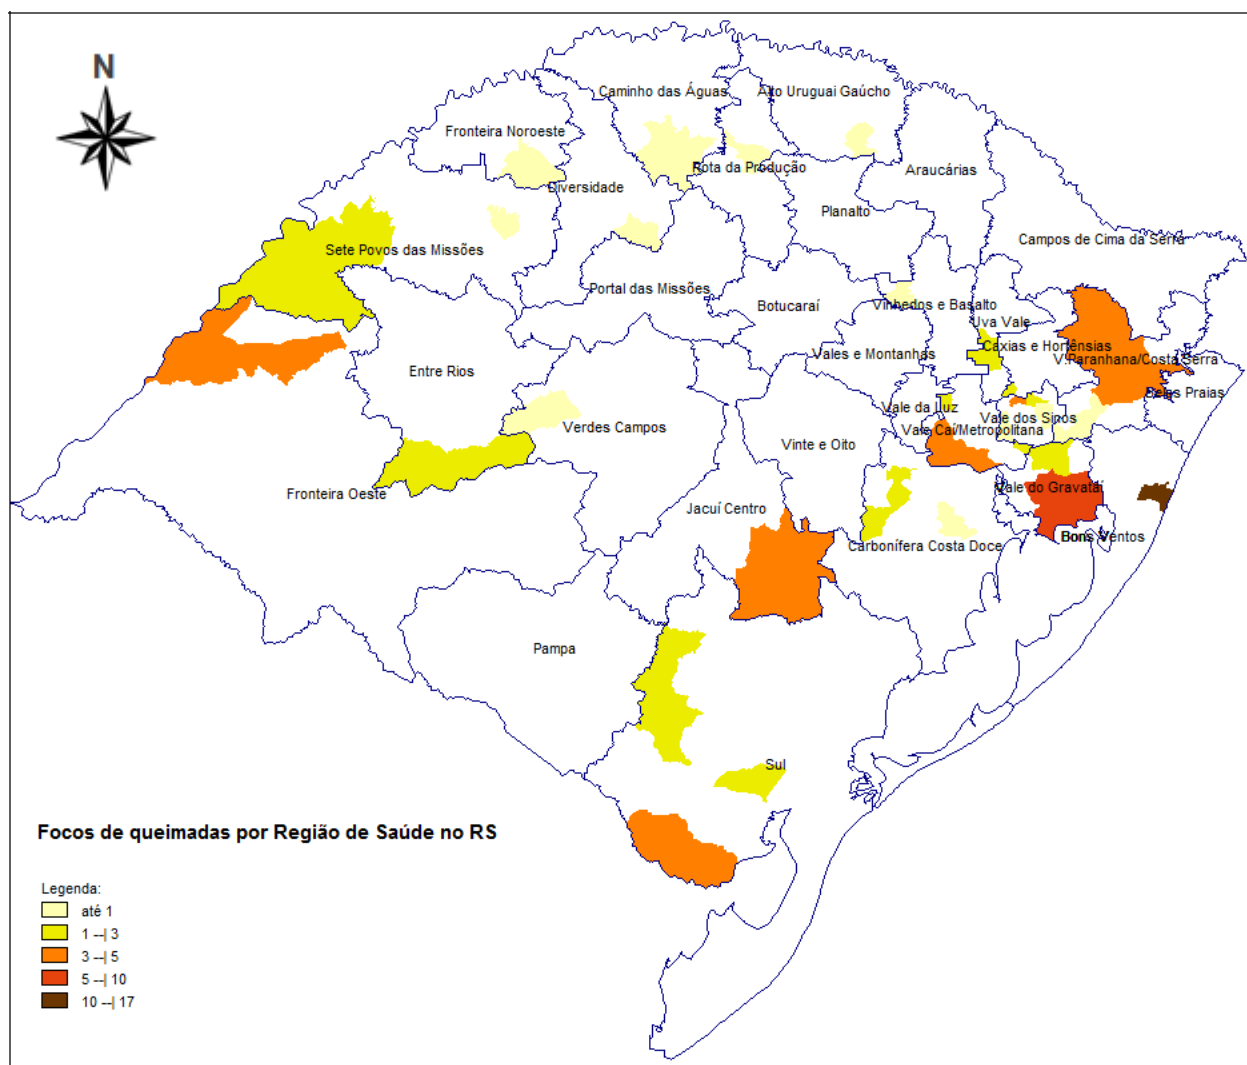 N
Caminho das Águas
Alto Uruguai Gaúcho
Fronteira Noroeste
Rota da Produção
Araucárias
Diversidade
Planalto
Sete Povos das Missões
Campos de Cima da Serra
Portal das Missões
Botucaraí
Vinhedos e Basalto
Uva Vale
Caxias e Hortênsias
Vales e Montanhas
V.Paranhana/Costa Serra
Entre Rios
Belas Praias
Vale da Luz
Vale dos Sinos
Verdes Campos
Vale Caí/Metropolitana
Vinte e Oito
Fronteira Oeste
Vale do Gravataí
Jacuí Centro
Carbonífera Costa Doce
Bons Ventos
Pampa
Sul
Focos de queimadas por Região de Saúde no RS
Legenda:
até 1
1 --| 3
3 --| 5
5 --| 10
10 --| 17